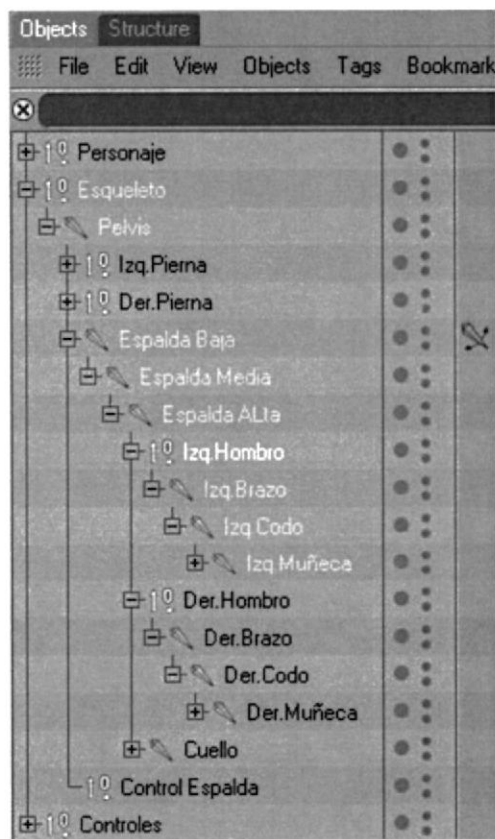 Objects Structure
File Edit View Objects Tags Bookmark
Personaje
Esqueleto
Pelvis
Izq.Pierna
Der.Pierna
Espalda Baja
Espalda Media
Espalda ALta
Izq.Hombro
Izq.Brazo
Izq.Codo
Izq.Muñeca
Der.Hombro
Der.Brazo
Der.Codo
Der.Muñeca
Cuello
Control Espalda
Controles